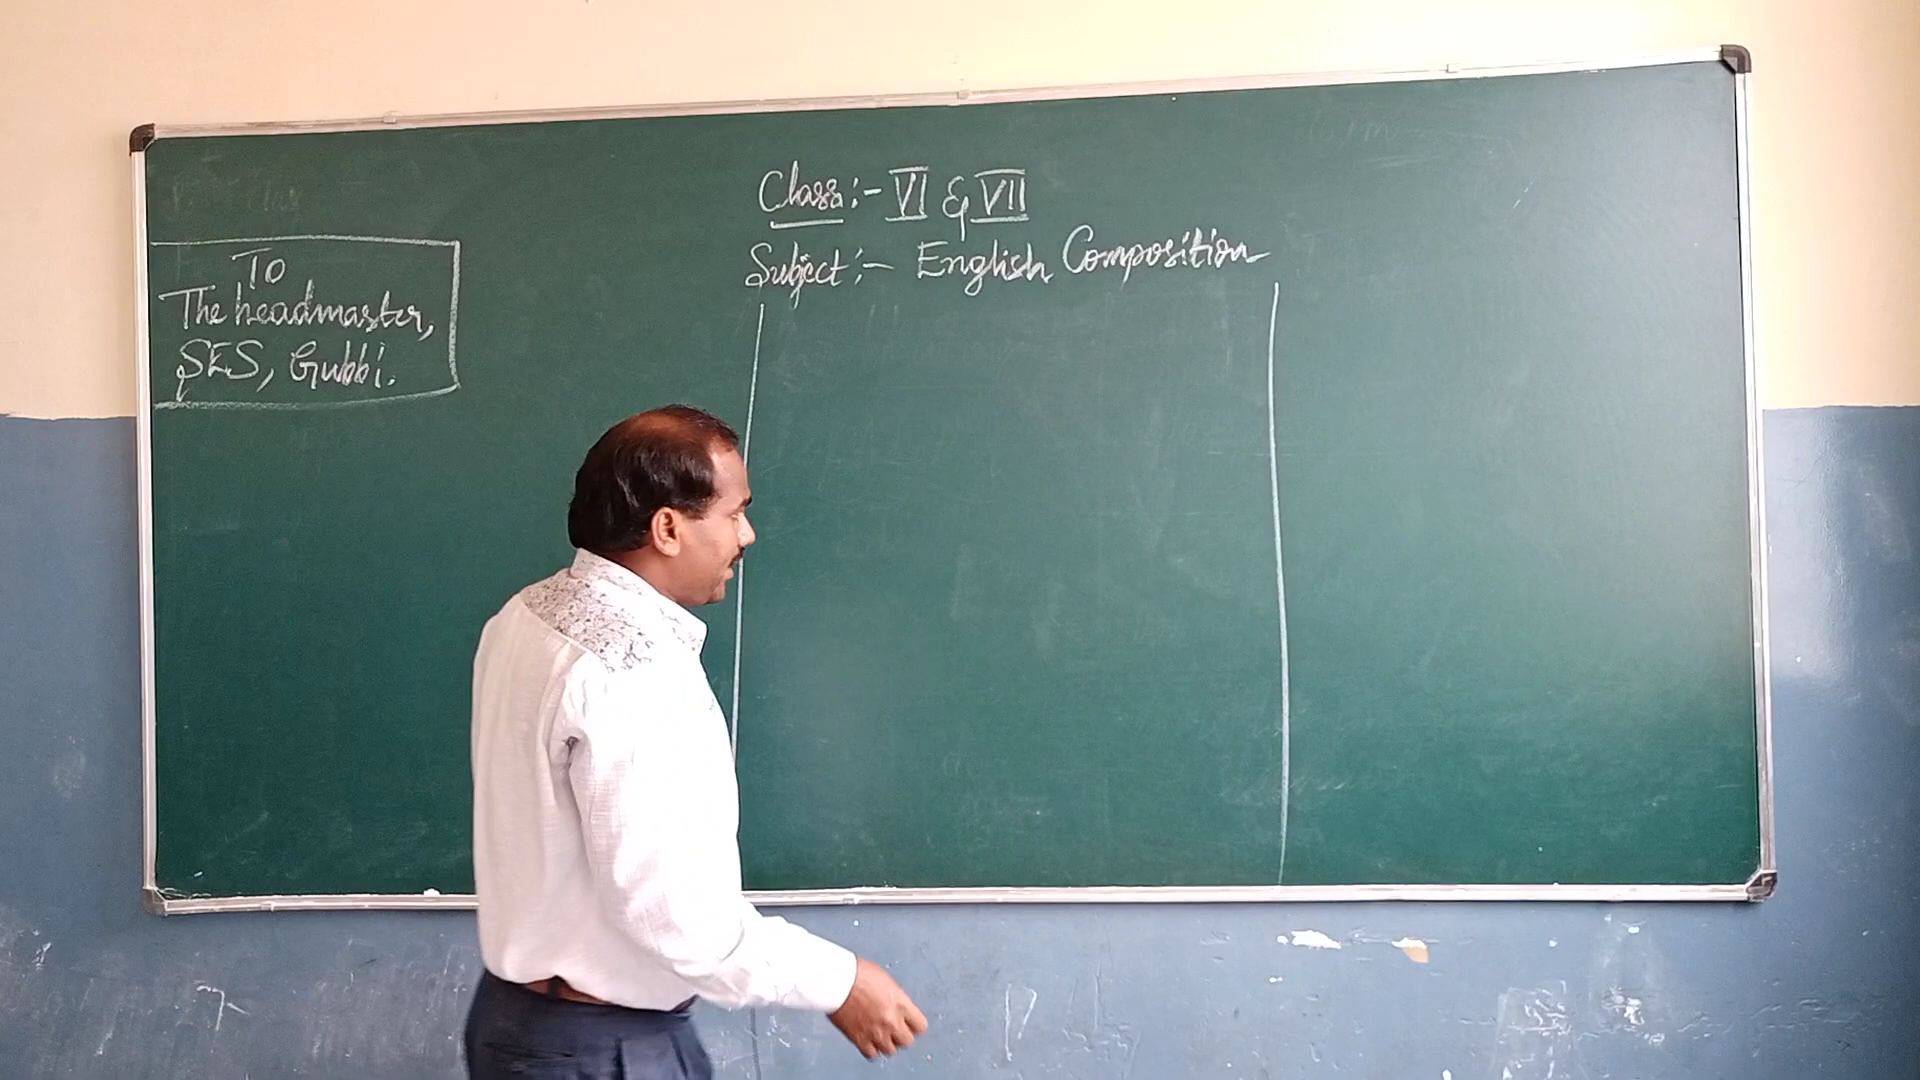 Class:- VI & VII
Subject:- English Composition
To
The headmaster,
SES, Gubbi.